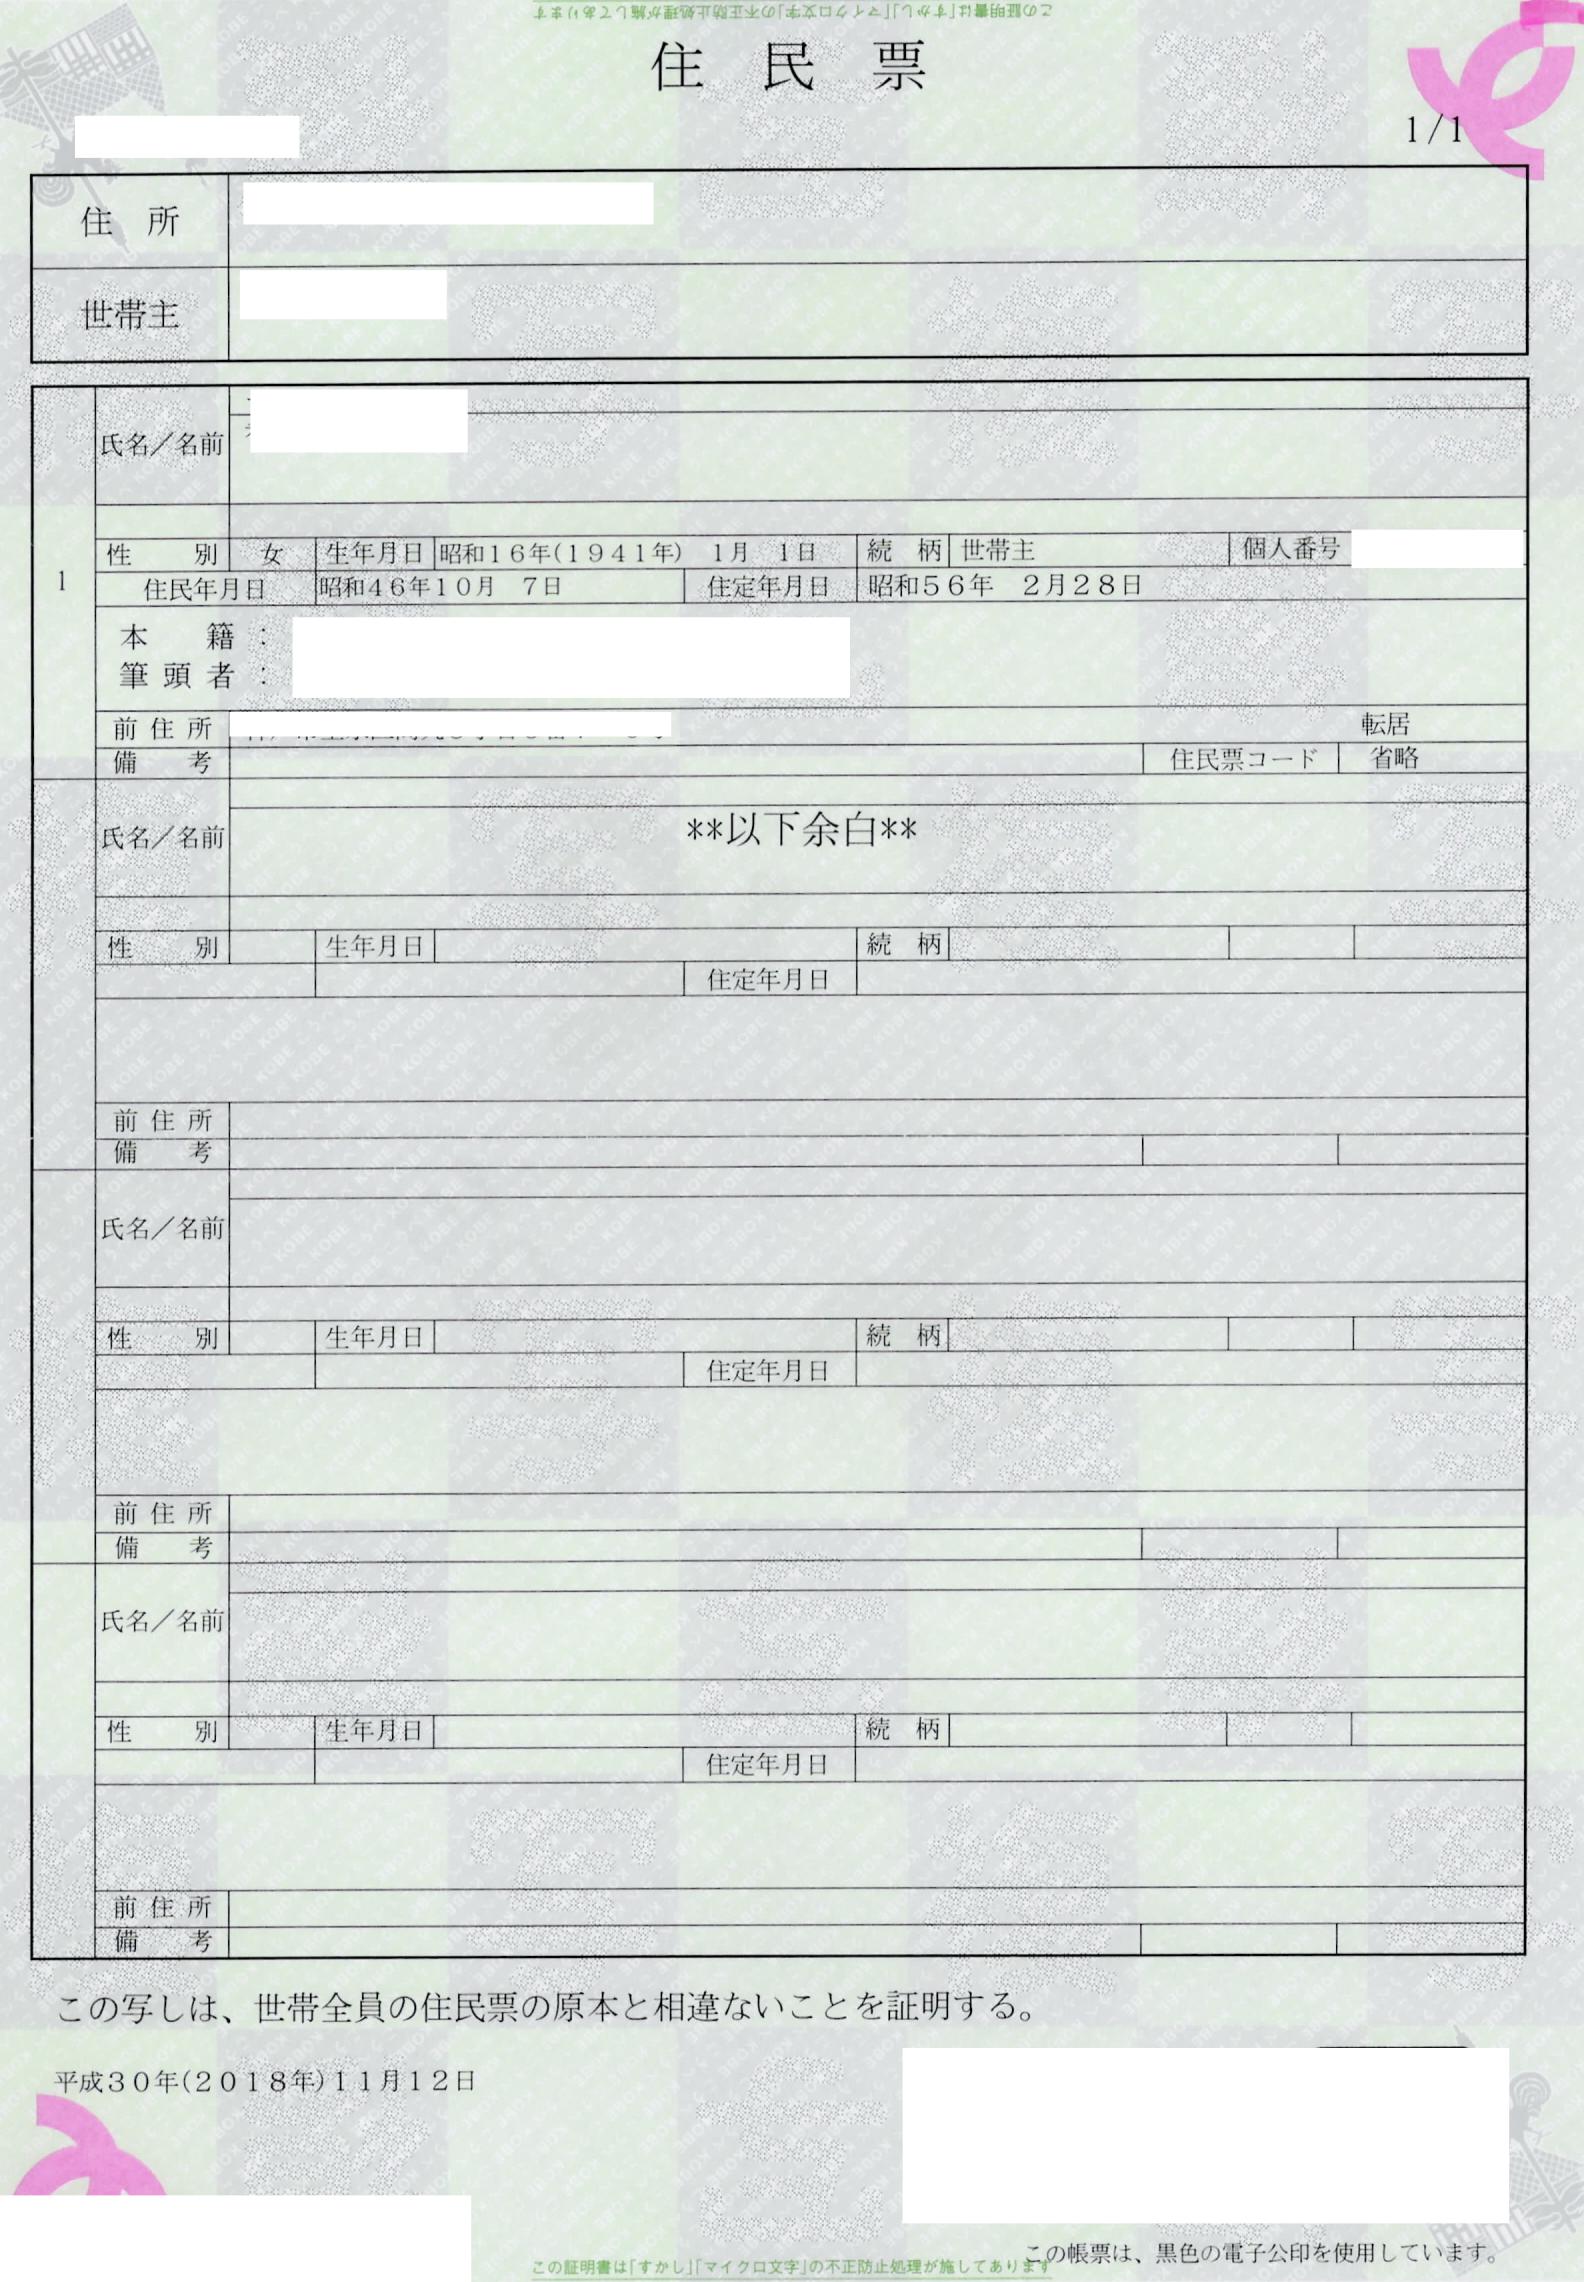 この証明書は「すかし」「マイクロ文字」の不正防止処理が施してあります
住 民 票
1/1
住 所
世帯主
1
氏名／名前
性 別 女 生年月日 昭和16年(1941年) 1月 1日 続 柄 世帯主 個人番号
住民年月日 昭和46年10月 7日 住定年月日 昭和56年 2月28日
本 籍 :
筆 頭 者 :
前 住 所 転居
備 考 住民票コード 省略
氏名／名前 **以下余白**
性 別 生年月日 続 柄
住定年月日
前 住 所
備 考
氏名／名前
性 別 生年月日 続 柄
住定年月日
前 住 所
備 考
氏名／名前
性 別 生年月日 続 柄
住定年月日
前 住 所
備 考
この写しは、世帯全員の住民票の原本と相違ないことを証明する。
平成30年(2018年)11月12日
この帳票は、黒色の電子公印を使用しています。
この証明書は「すかし」「マイクロ文字」の不正防止処理が施してあります